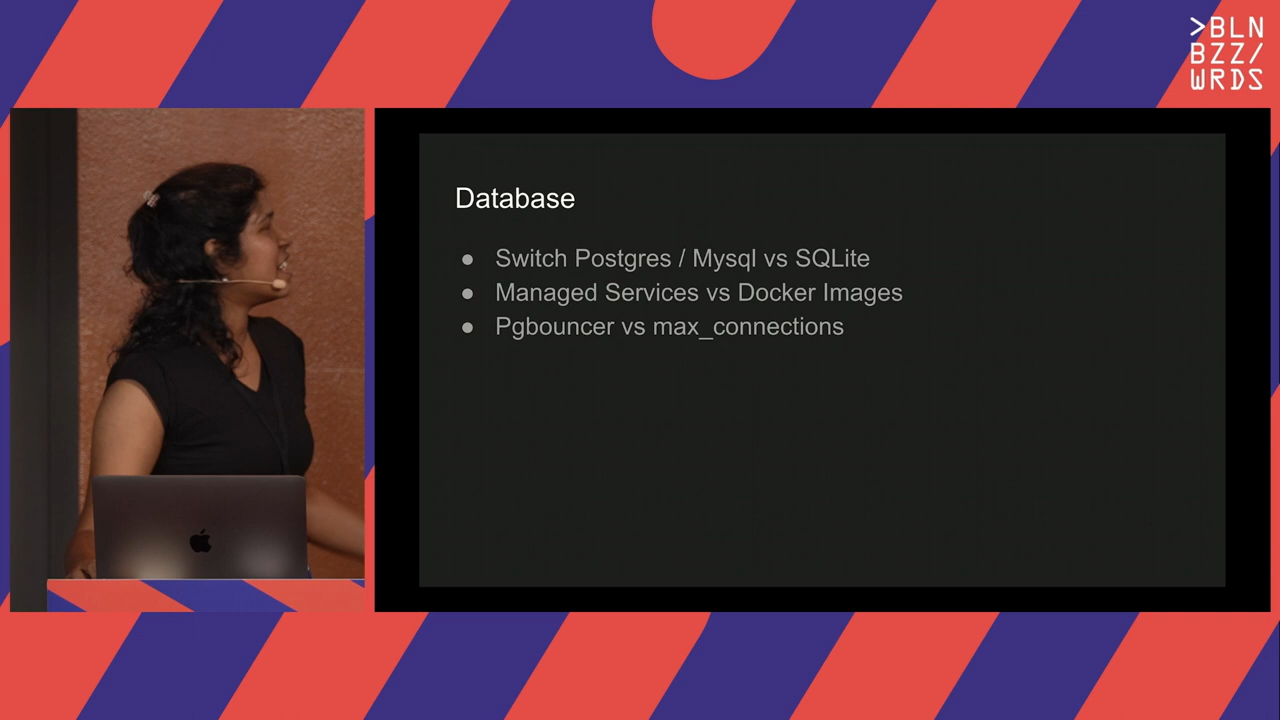 >BLN
BZZ/
WRDS
Database
● Switch Postgres / Mysql vs SQLite
● Managed Services vs Docker Images
● Pgbouncer vs max_connections